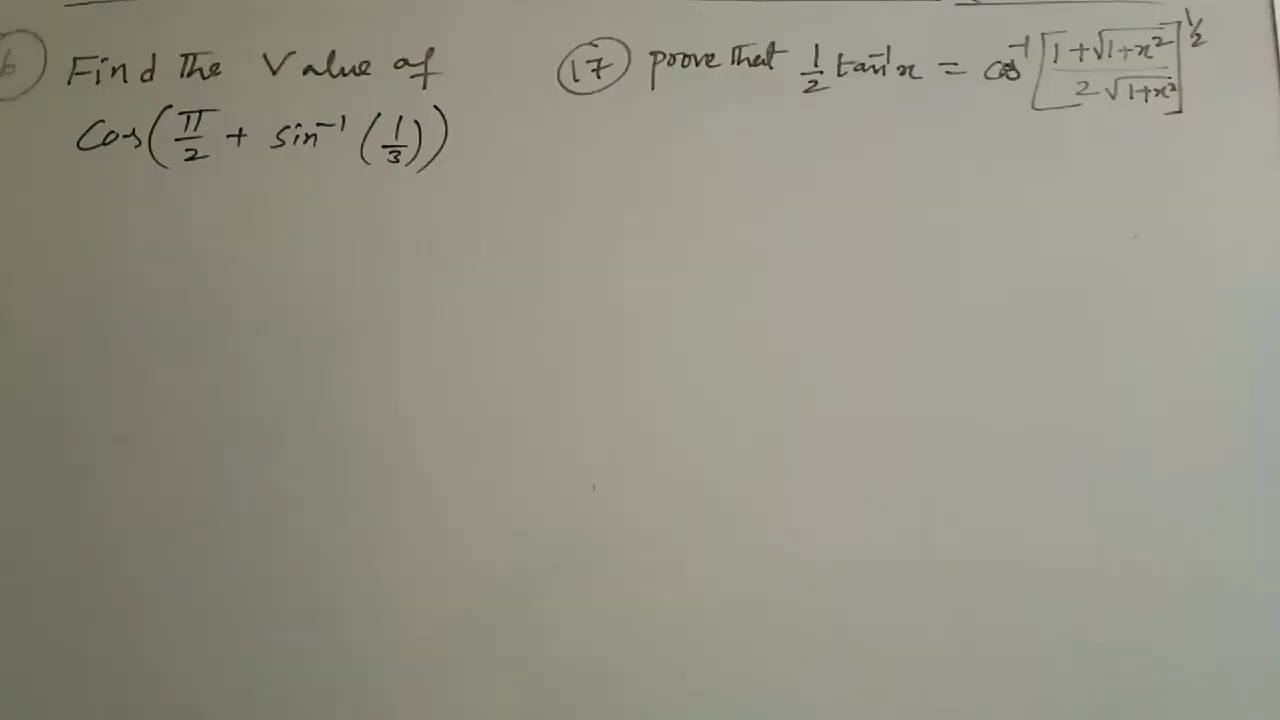 6 Find The Value of
Cos(π/2 + sin⁻¹(1/3))
17 prove that 1/2 tan⁻¹x = cos⁻¹[(1+√(1+x²))/(2√(1+x²))]^(1/2)